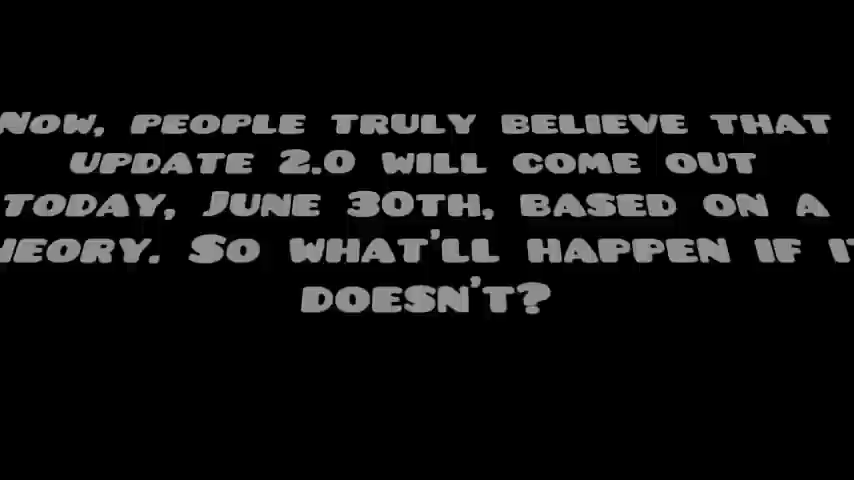 Now, people truly believe that
update 2.0 will come out
today, June 30th, based on a
heory. So what'll happen if it
doesn't?